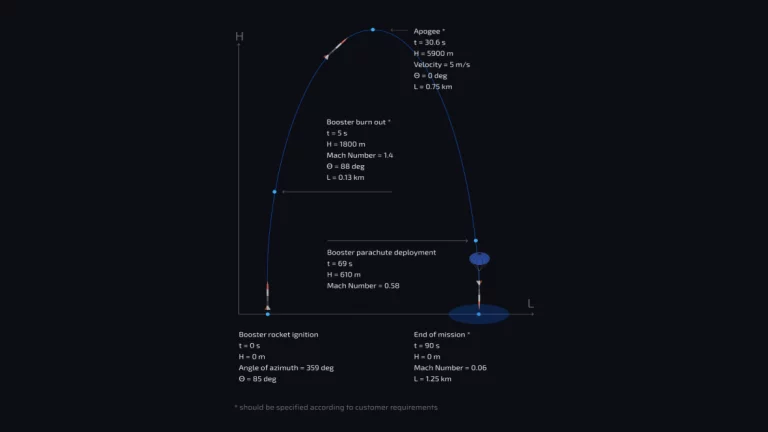 H
Apogee *
t = 30.6 s
H = 5900 m
Velocity = 5 m/s
Θ = 0 deg
L = 0.75 km
Booster burn out *
t = 5 s
H = 1800 m
Mach Number = 1.4
Θ = 88 deg
L = 0.13 km
Booster parachute deployment
t = 69 s
H = 610 m
Mach Number = 0.58
L
Booster rocket ignition
t = 0 s
H = 0 m
Angle of azimuth = 359 deg
Θ = 85 deg
End of mission *
t = 90 s
H = 0 m
Mach Number = 0.06
L = 1.25 km
* should be specified according to customer requirements